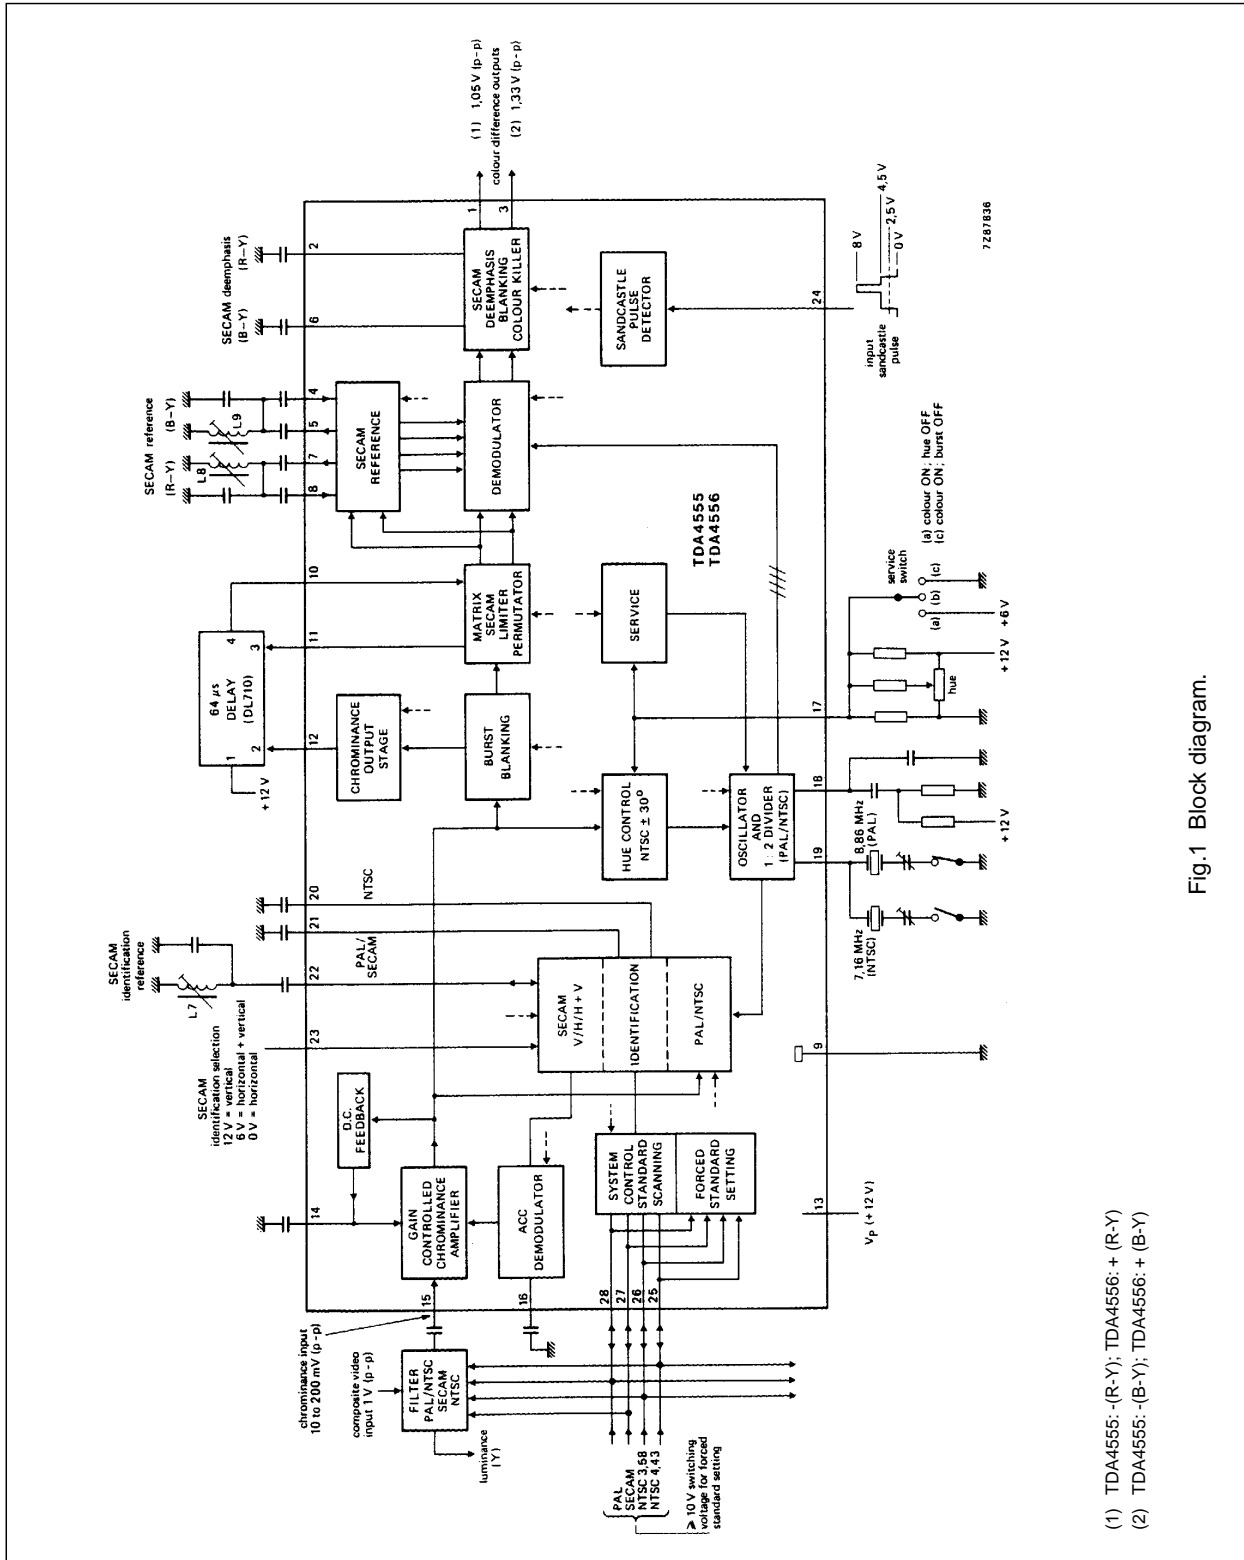 SECAM
identification selection
12 V = vertical
6 V = horizontal + vertical
0 V = horizontal
SECAM
identification
reference
L7
+12 V
1
2
64 µs
DELAY
(DL710)
3
4
SECAM reference
(R-Y)
(B-Y)
L8
L9
SECAM deemphasis
(B-Y)
(R-Y)
chrominance input
10 to 200 mV (p-p)
14
23
22
PAL/
SECAM
21
20
NTSC
12
11
10
8
7
5
4
6
2
composite video
input 1 V (p-p)
FILTER
PAL/NTSC
SECAM
NTSC
luminance
(Y)
15
GAIN
CONTROLLED
CHROMINANCE
AMPLIFIER
D.C.
FEEDBACK
CHROMINANCE
OUTPUT
STAGE
SECAM
REFERENCE
BURST
BLANKING
MATRIX
SECAM
LIMITER
PERMUTATOR
DEMODULATOR
SECAM
DEEMPHASIS
BLANKING
COLOUR KILLER
1
3
(1) 1,05 V (p-p)
colour difference outputs
(2) 1,33 V (p-p)
16
ACC
DEMODULATOR
SECAM
V/H/H + V
IDENTIFICATION
PAL/NTSC
HUE CONTROL
NTSC ± 30°
SERVICE
SANDCASTLE
PULSE
DETECTOR
TDA4555
TDA4556
PAL
SECAM
NTSC 3,58
NTSC 4,43
28
27
26
25
SYSTEM
CONTROL
STANDARD
SCANNING
FORCED
STANDARD
SETTING
OSCILLATOR
AND
1 : 2 DIVIDER
(PAL/NTSC)
⩾ 10 V switching
voltage for forced
standard setting
13
VP (+12 V)
9
19
18
17
24
7,16 MHz
(NTSC)
8,86 MHz
(PAL)
+12 V
hue
+12 V
+6 V
service
switch
(a)
(b)
(c)
(a) colour ON; hue OFF
(c) colour ON; burst OFF
input
sandcastle
pulse
8 V
4,5 V
2,5 V
0 V
7Z87836
Fig.1 Block diagram.
(1) TDA4555: -(R-Y); TDA4556: + (R-Y)
(2) TDA4555: -(B-Y); TDA4556: + (B-Y)